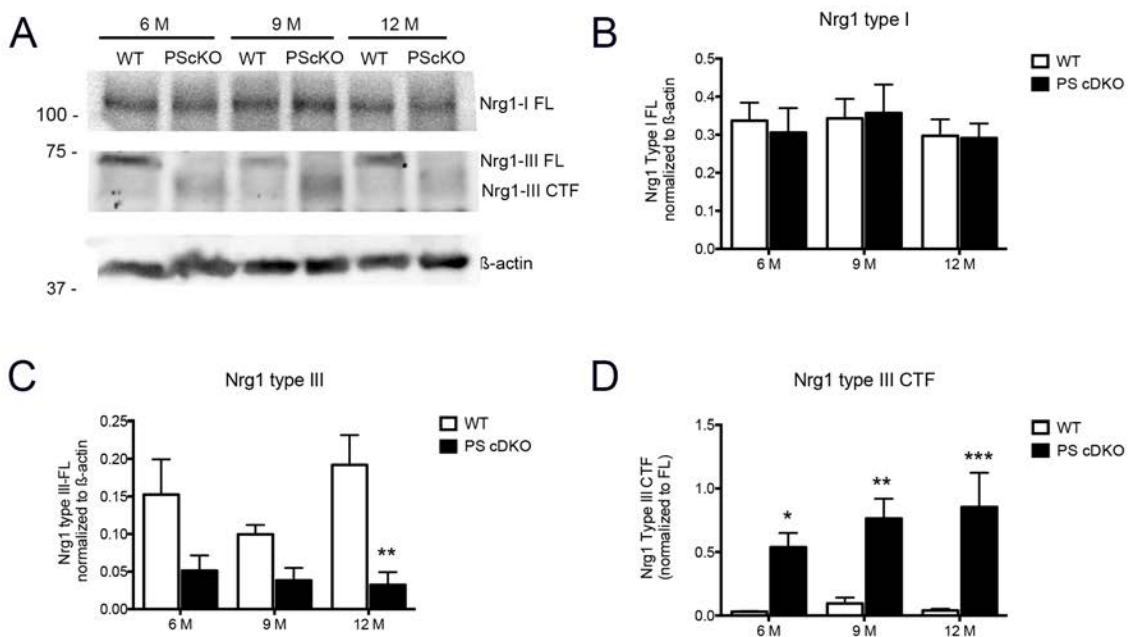 A
6 M
9 M
12 M
WT
PScKO
WT
PScKO
WT
PScKO
100 -
Nrg1-I FL
75 -
Nrg1-III FL
Nrg1-III CTF
ß-actin
37 -
B
Nrg1 type I
WT
PS cDKO
Nrg1 Type I FL
normalized to ß-actin
0.5
0.4
0.3
0.2
0.1
0.0
6 M
9 M
12 M
C
Nrg1 type III
WT
PS cDKO
Nrg1 type III-FL
normalized to ß-actin
0.25
0.20
0.15
0.10
0.05
0.00
**
6 M
9 M
12 M
D
Nrg1 type III CTF
WT
PS cDKO
Nrg1 Type III CTF
(normalized to FL)
1.5
1.0
0.5
0.0
*
**
***
6 M
9 M
12 M